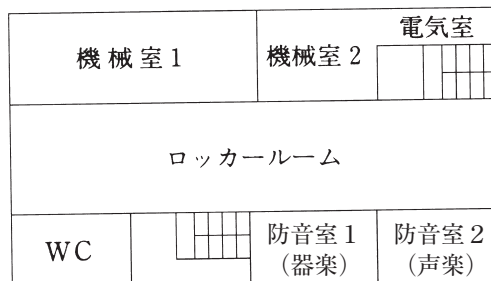 電気室
機械室1
機械室2
ロッカールーム
WC
防音室1
(器楽)
防音室2
(声楽)